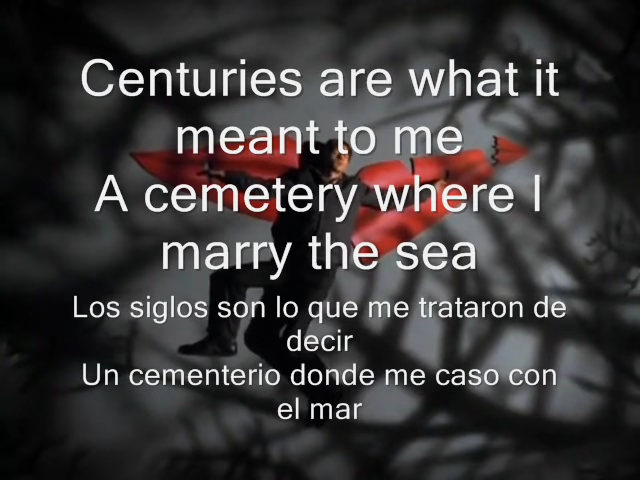 Centuries are what it
meant to me
A cemetery where I
marry the sea
Los siglos son lo que me trataron de
decir
Un cementerio donde me caso con
el mar